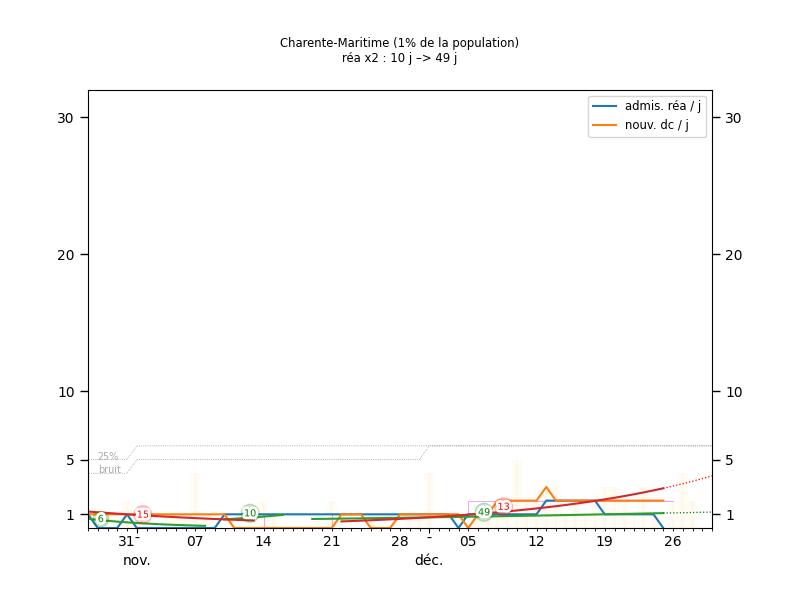 Charente-Maritime (1% de la population)
réa x2 : 10 j –> 49 j
admis. réa / j
nouv. dc / j
30 30
20 20
10 10
5 5
1 1
25%
bruit
6 15 10 49 13
31 07 14 21 28 05 12 19 26
nov. déc.